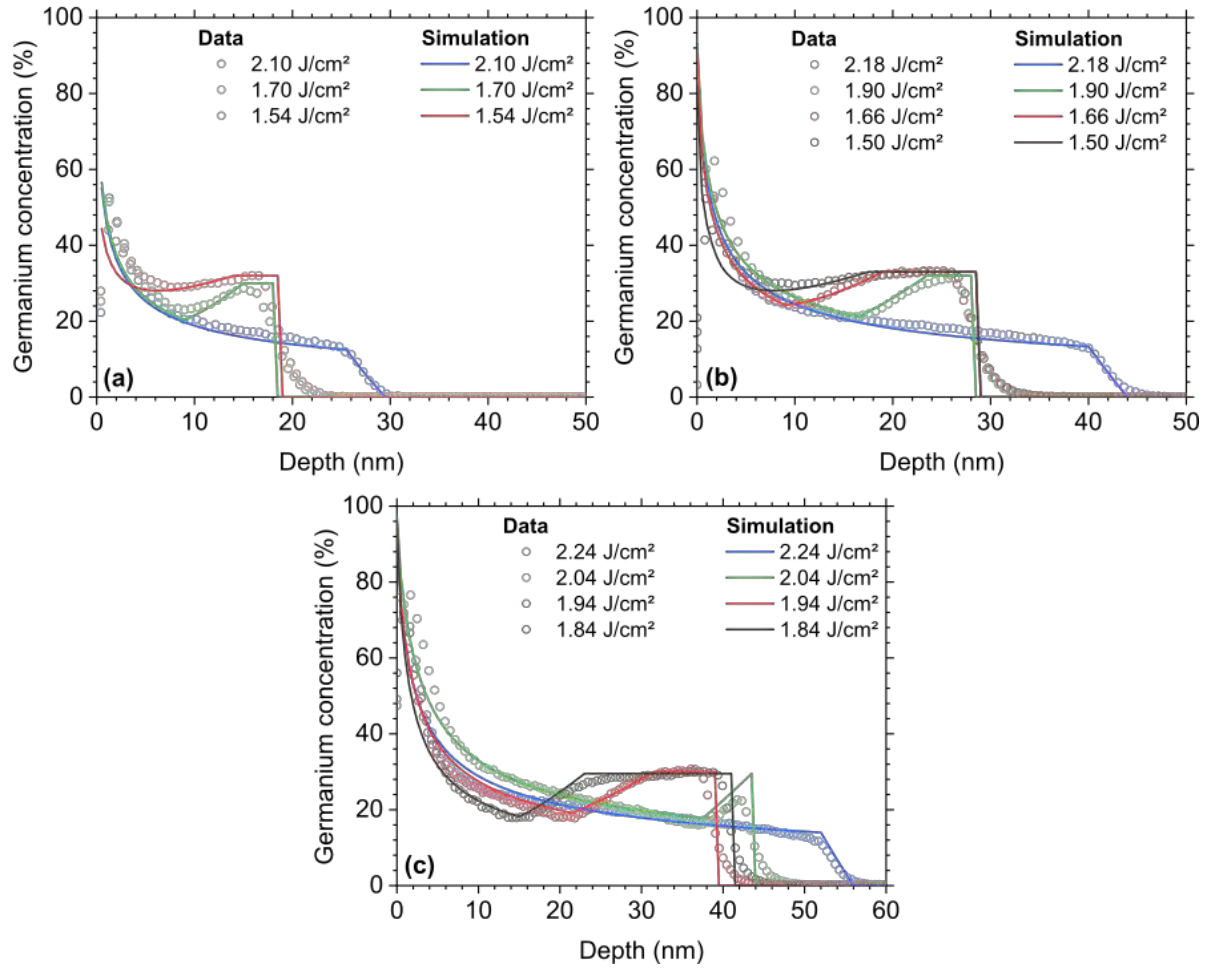 Germanium concentration (%)
100
80
60
40
20
0
Data Simulation
2.10 J/cm² 2.10 J/cm²
1.70 J/cm² 1.70 J/cm²
1.54 J/cm² 1.54 J/cm²
(a)
0 10 20 30 40 50
Depth (nm)
Germanium concentration (%)
100
80
60
40
20
0
Data Simulation
2.18 J/cm² 2.18 J/cm²
1.90 J/cm² 1.90 J/cm²
1.66 J/cm² 1.66 J/cm²
1.50 J/cm² 1.50 J/cm²
(b)
0 10 20 30 40 50
Depth (nm)
Germanium concentration (%)
100
80
60
40
20
0
Data Simulation
2.24 J/cm² 2.24 J/cm²
2.04 J/cm² 2.04 J/cm²
1.94 J/cm² 1.94 J/cm²
1.84 J/cm² 1.84 J/cm²
(c)
0 10 20 30 40 50 60
Depth (nm)